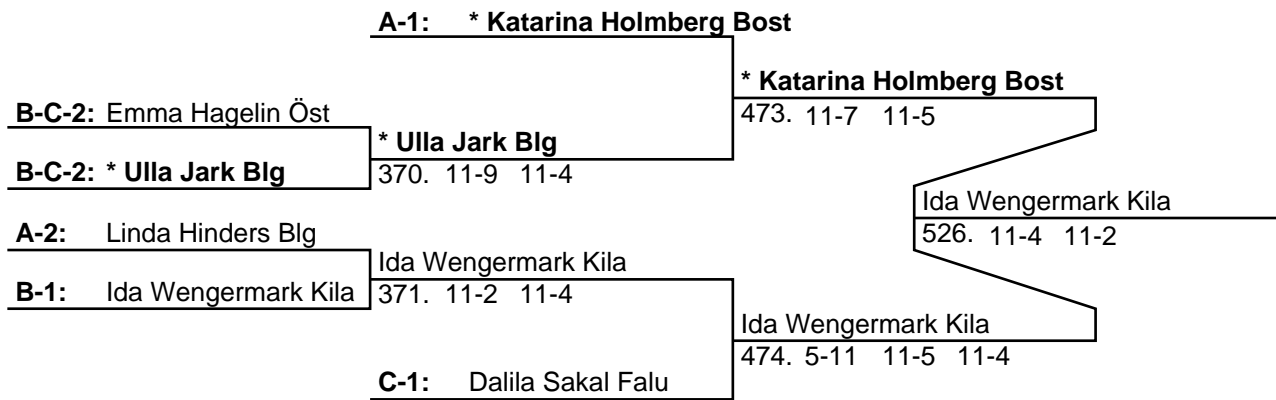 A-1: * Katarina Holmberg Bost
* Katarina Holmberg Bost
B-C-2: Emma Hagelin Öst
473. 11-7 11-5
* Ulla Jark Blg
B-C-2: * Ulla Jark Blg
370. 11-9 11-4
Ida Wengermark Kila
A-2: Linda Hinders Blg
526. 11-4 11-2
Ida Wengermark Kila
B-1: Ida Wengermark Kila
371. 11-2 11-4
Ida Wengermark Kila
474. 5-11 11-5 11-4
C-1: Dalila Sakal Falu